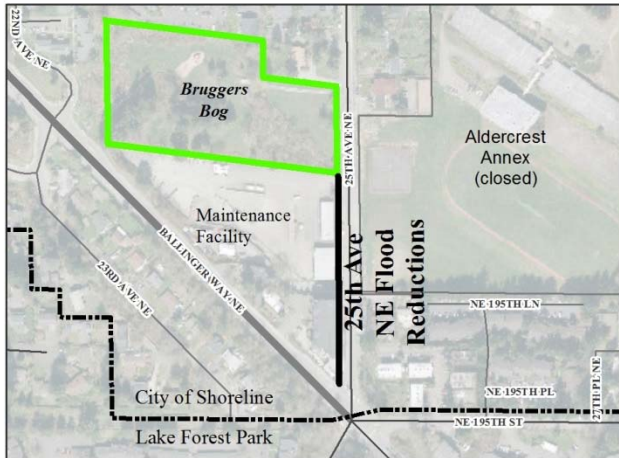 22ND AVE NE
Bruggers
Bog
25TH AVE NE
Aldercrest
Annex
(closed)
Maintenance
Facility
BALLINGER WAY NE
23RD AVE NE
25th Ave
NE Flood
Reductions
NE 195TH LN
NE 195TH PL
27TH PL NE
City of Shoreline
NE 195TH ST
Lake Forest Park